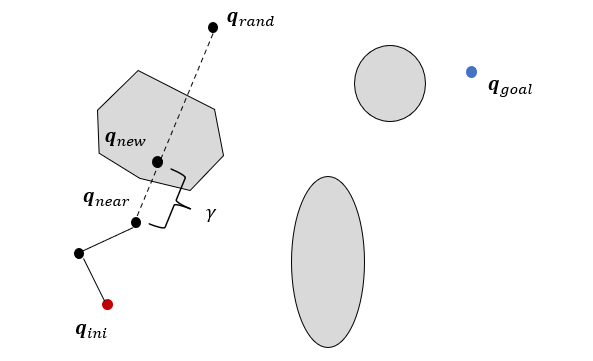 q_rand
q_goal
q_new
q_near
γ
q_ini